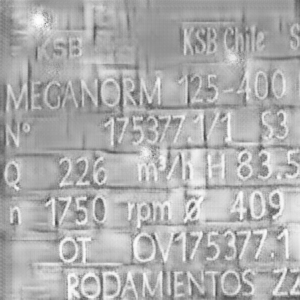 KSB KSB Chile S
MEGANORM 125-400
N° 175377.1/1 S3
Q 226 m³/h H 83.5
n 1750 rpm Ø 409
OT OV175377.1
RODAMIENTOS ZZ